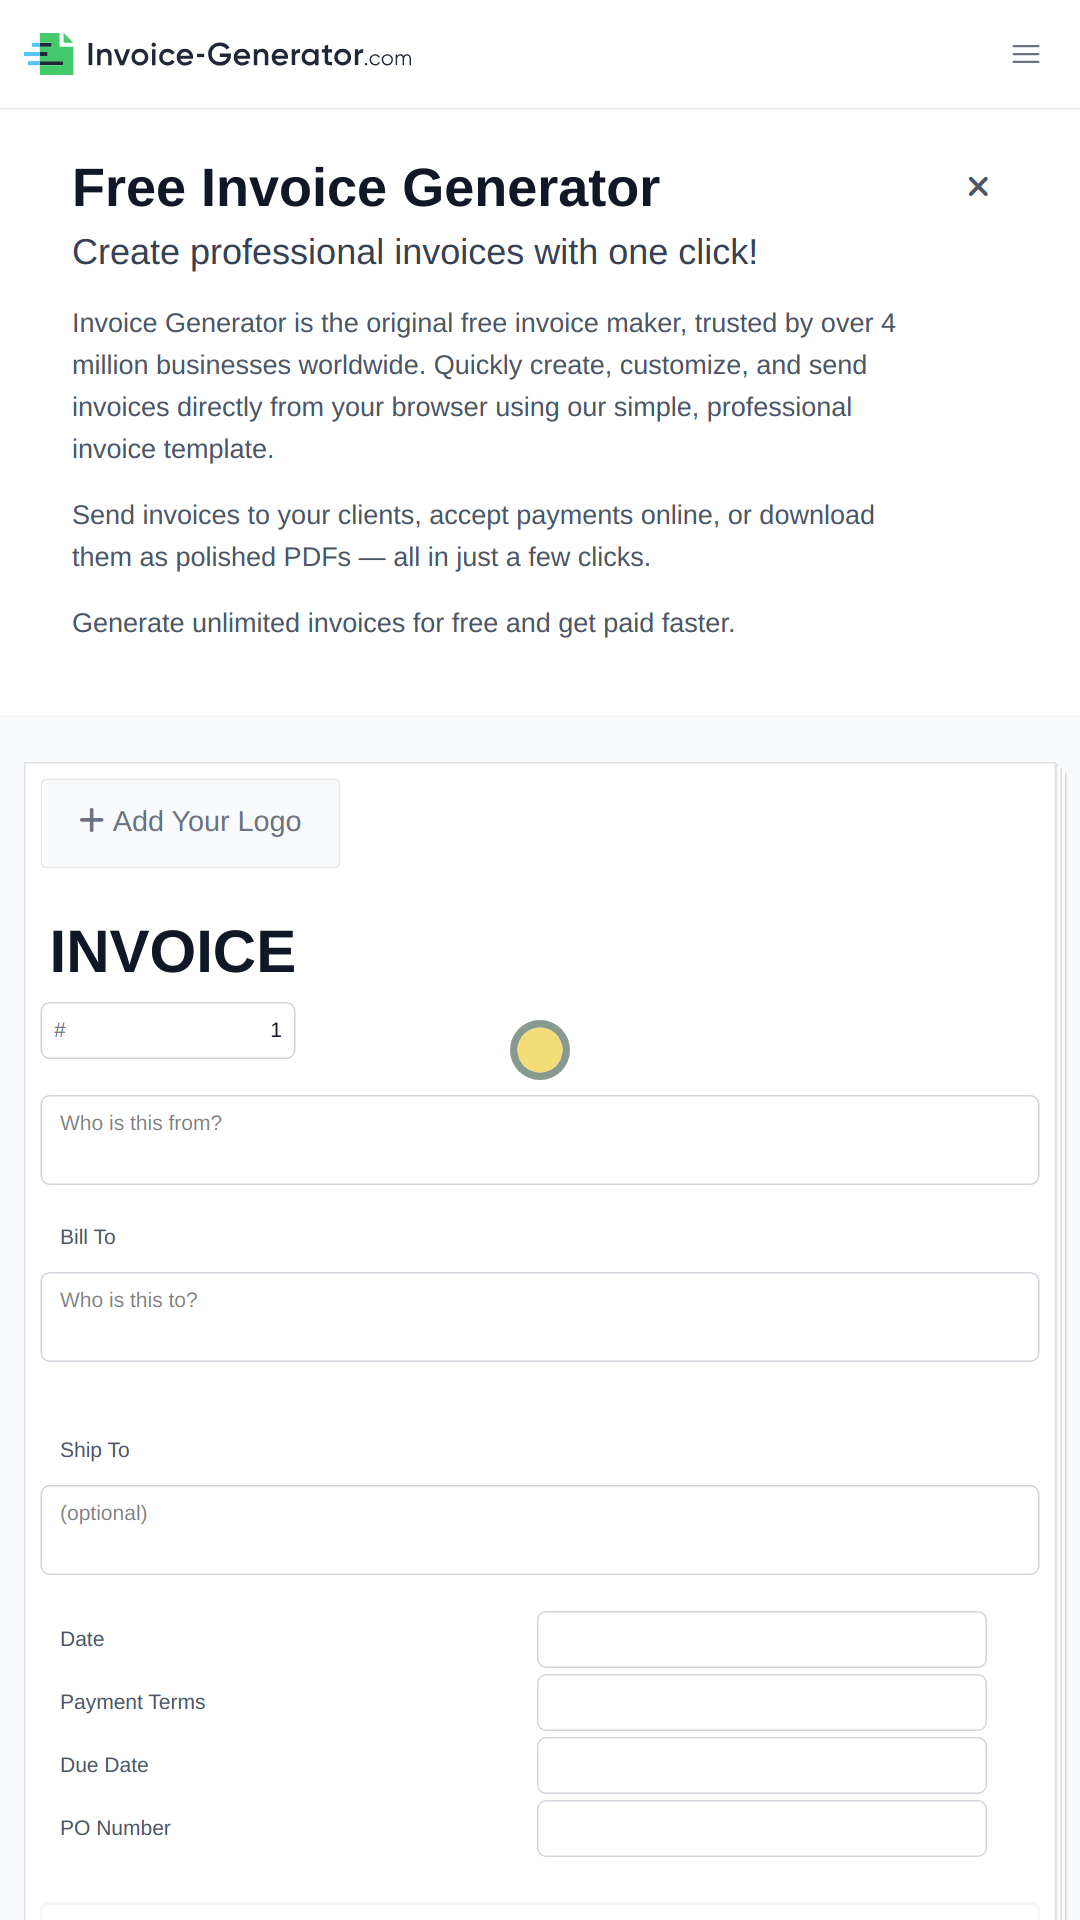 Invoice-Generator.com
Free Invoice Generator
Create professional invoices with one click!
Invoice Generator is the original free invoice maker, trusted by over 4
million businesses worldwide. Quickly create, customize, and send
invoices directly from your browser using our simple, professional
invoice template.
Send invoices to your clients, accept payments online, or download
them as polished PDFs — all in just a few clicks.
Generate unlimited invoices for free and get paid faster.
+ Add Your Logo
INVOICE
# 1
Who is this from?
Bill To
Who is this to?
Ship To
(optional)
Date
Payment Terms
Due Date
PO Number